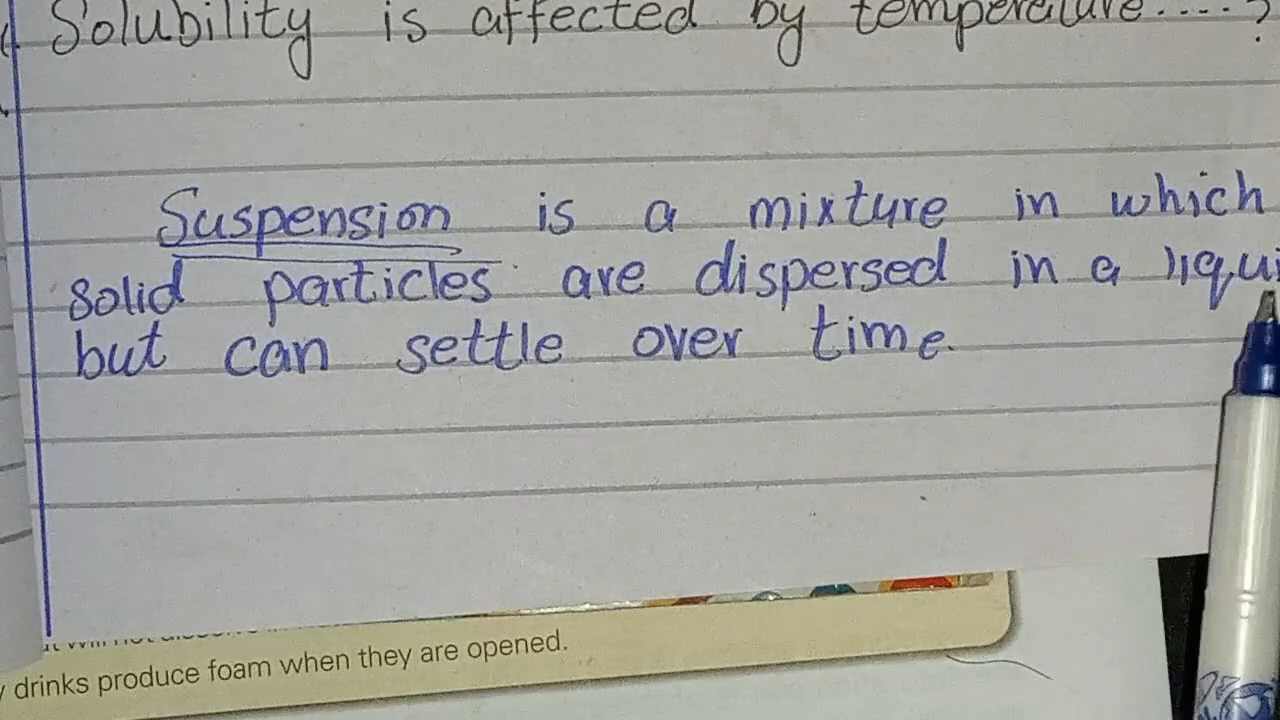 Solubility is affected by temperature....?
Suspension is a mixture in which
solid particles are dispersed in a liqui
but can settle over time.
drinks produce foam when they are opened.